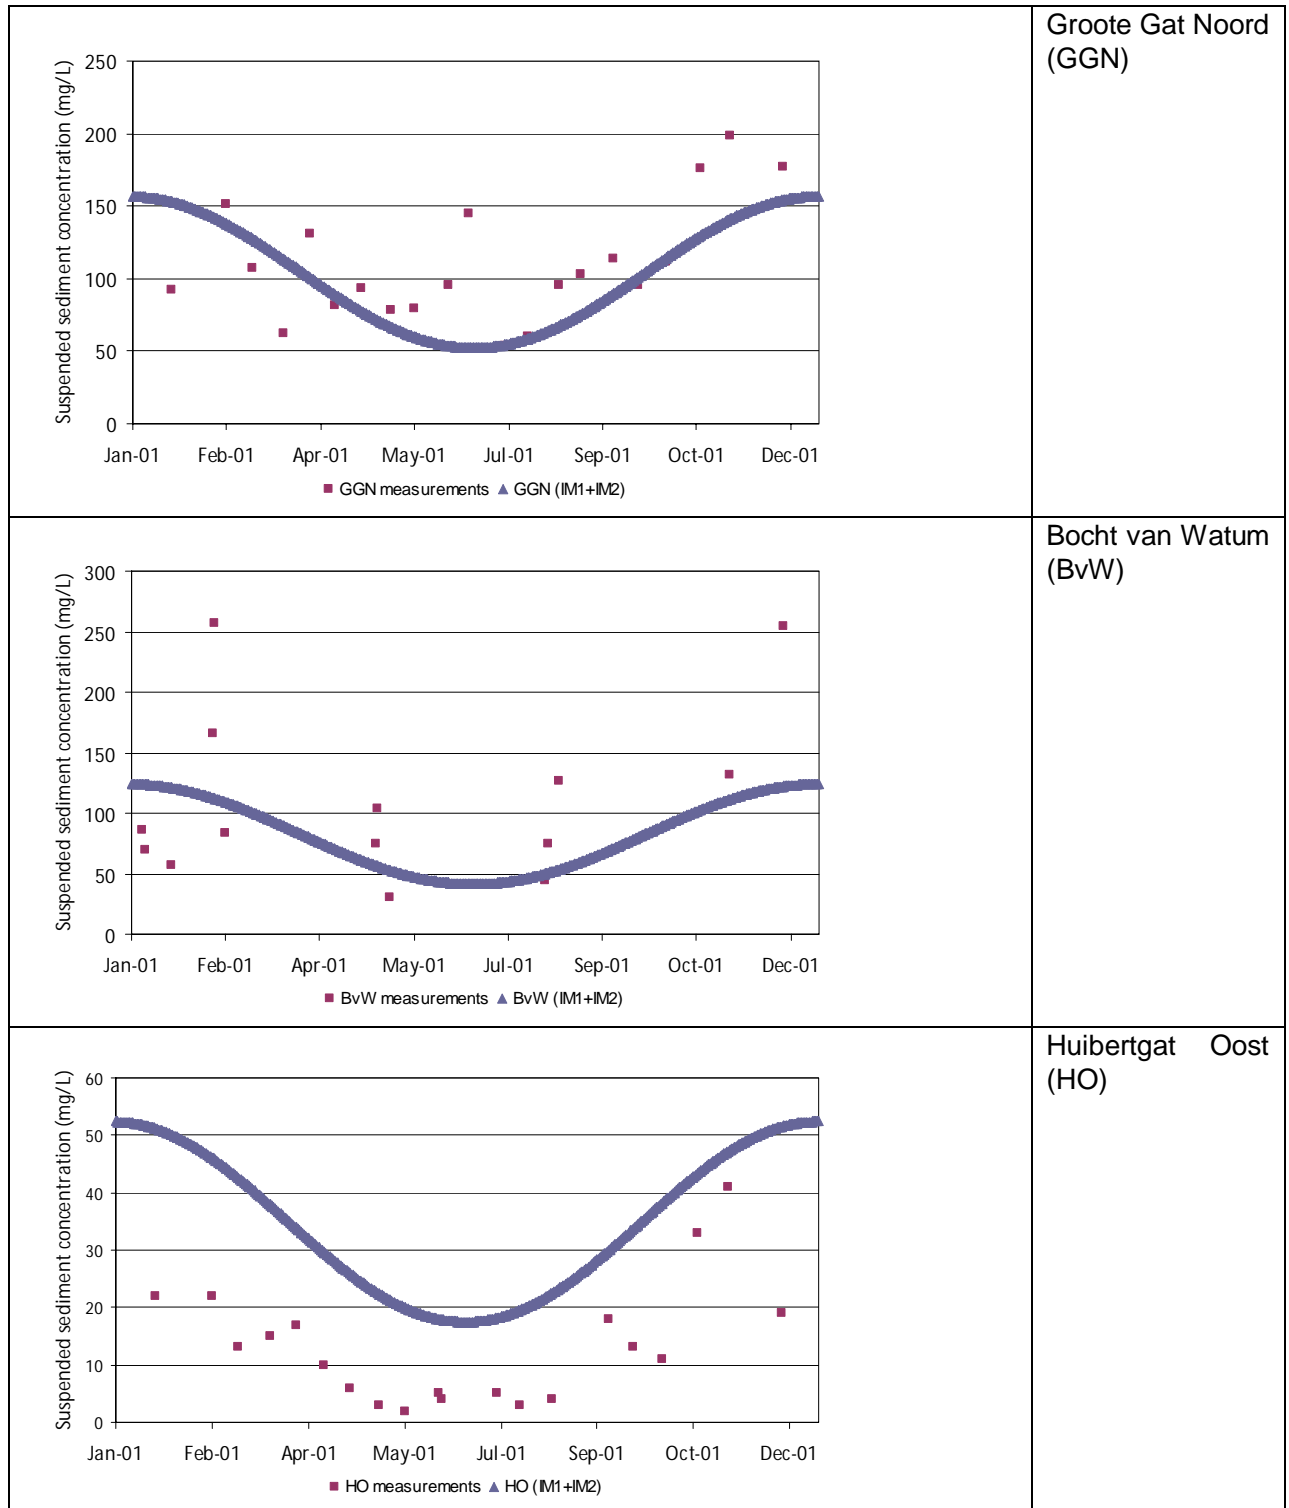 Groote Gat Noord
(GGN)
Suspended sediment concentration (mg/L)
250
200
150
100
50
0
Jan-01 Feb-01 Apr-01 May-01 Jul-01 Sep-01 Oct-01 Dec-01
GGN measurements GGN (IM1+IM2)
Bocht van Watum
(BvW)
Suspended sediment concentration (mg/L)
300
250
200
150
100
50
0
Jan-01 Feb-01 Apr-01 May-01 Jul-01 Sep-01 Oct-01 Dec-01
BvW measurements BvW (IM1+IM2)
Huibertgat Oost
(HO)
Suspended sediment concentration (mg/L)
60
50
40
30
20
10
0
Jan-01 Feb-01 Apr-01 May-01 Jul-01 Sep-01 Oct-01 Dec-01
HO measurements HO (IM1+IM2)